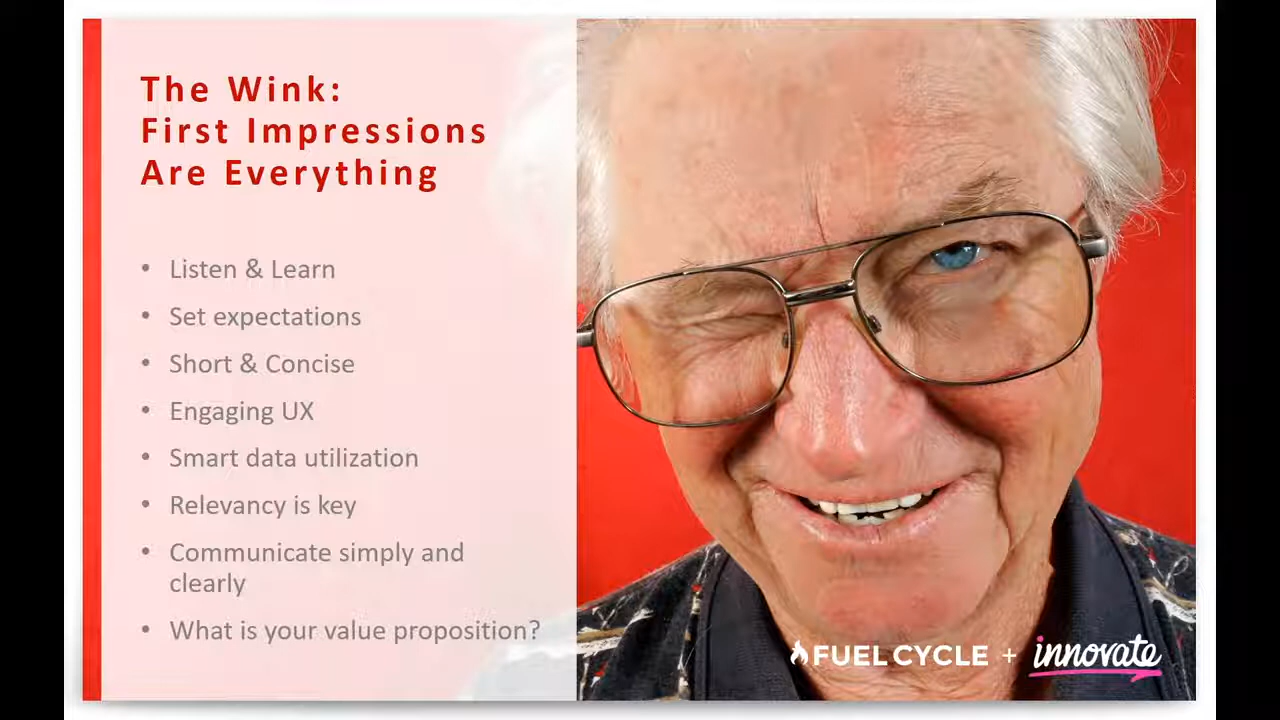 The Wink:
First Impressions
Are Everything
• Listen & Learn
• Set expectations
• Short & Concise
• Engaging UX
• Smart data utilization
• Relevancy is key
• Communicate simply and
clearly
• What is your value proposition?
FUEL CYCLE + innovate